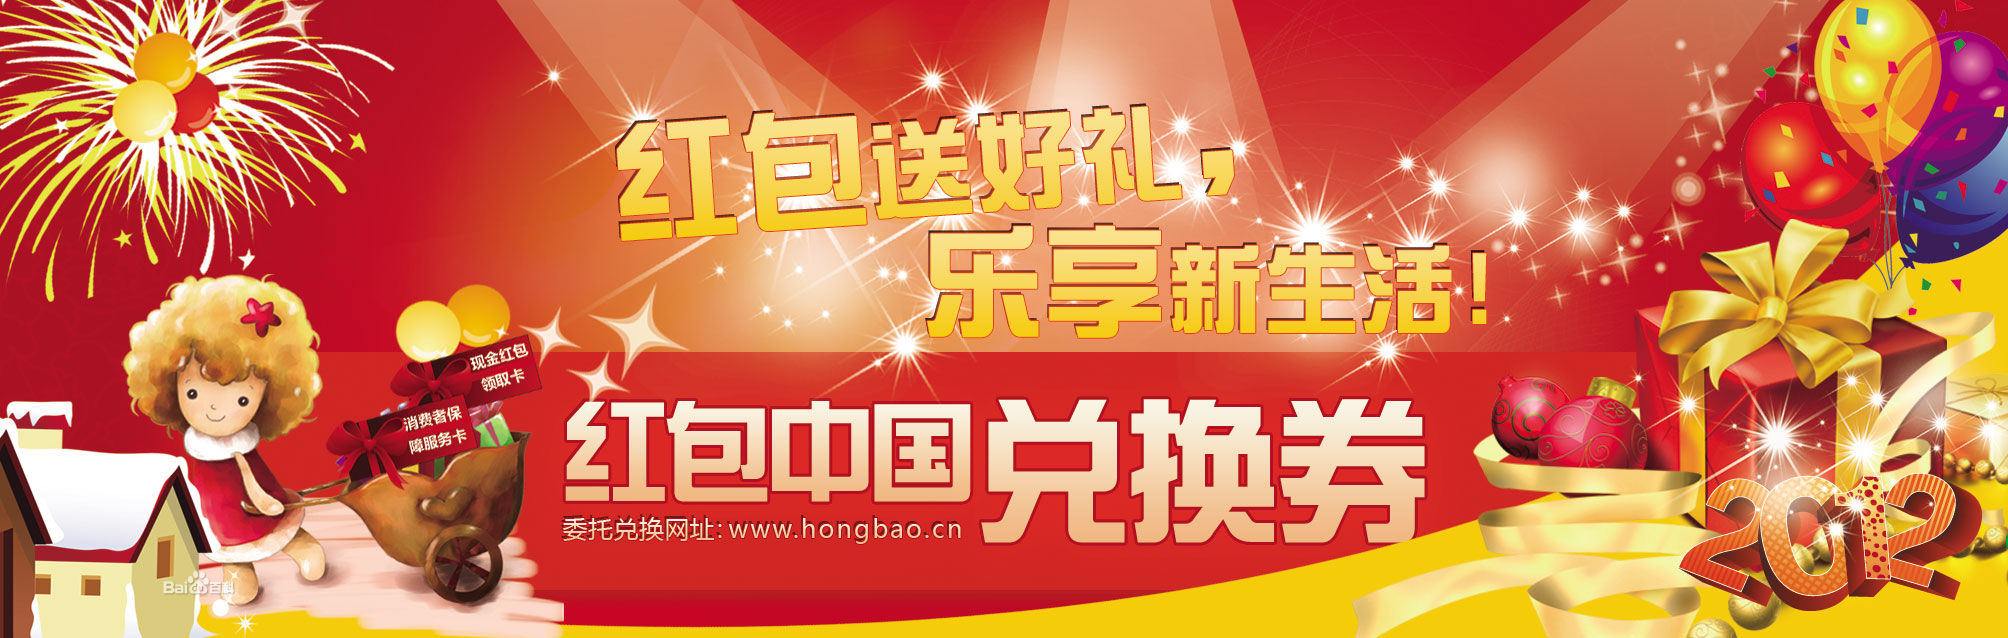 红包送好礼，
乐享新生活！
现金红包
领取卡
消费者保
障服务卡
红包中国兑换券
委托兑换网址:www.hongbao.cn
2012
Bai百科